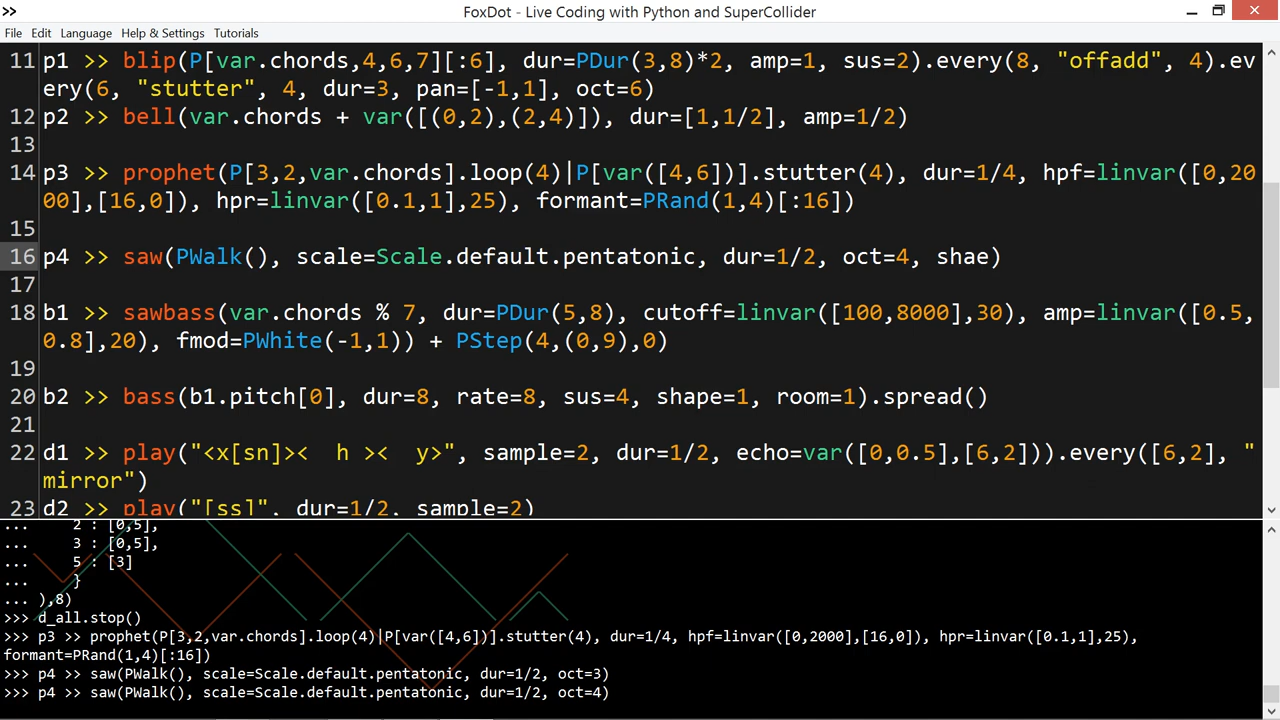 FoxDot - Live Coding with Python and SuperCollider
File Edit Language Help & Settings Tutorials
11 p1 >> blip(P[var.chords,4,6,7][:6], dur=PDur(3,8)*2, amp=1, sus=2).every(8, "offadd", 4).ev
ery(6, "stutter", 4, dur=3, pan=[-1,1], oct=6)
12 p2 >> bell(var.chords + var([(0,2),(2,4)]), dur=[1,1/2], amp=1/2)
13
14 p3 >> prophet(P[3,2,var.chords].loop(4)|P[var([4,6])].stutter(4), dur=1/4, hpf=linvar([0,20
00],[16,0]), hpr=linvar([0.1,1],25), formant=PRand(1,4)[:16])
15
16 p4 >> saw(PWalk(), scale=Scale.default.pentatonic, dur=1/2, oct=4, shae)
17
18 b1 >> sawbass(var.chords % 7, dur=PDur(5,8), cutoff=linvar([100,8000],30), amp=linvar([0.5,
0.8],20), fmod=PWhite(-1,1)) + PStep(4,(0,9),0)
19
20 b2 >> bass(b1.pitch[0], dur=8, rate=8, sus=4, shape=1, room=1).spread()
21
22 d1 >> play("<x[sn]><  h ><  y>", sample=2, dur=1/2, echo=var([0,0.5],[6,2])).every([6,2], "
mirror")
23 d2 >> play("[ss]", dur=1/2, sample=2)
...     2 : [0,5],
...     3 : [0,5],
...     5 : [3]
...     }
... ),8)
>>> d_all.stop()
>>> p3 >> prophet(P[3,2,var.chords].loop(4)|P[var([4,6])].stutter(4), dur=1/4, hpf=linvar([0,2000],[16,0]), hpr=linvar([0.1,1],25),
formant=PRand(1,4)[:16])
>>> p4 >> saw(PWalk(), scale=Scale.default.pentatonic, dur=1/2, oct=3)
>>> p4 >> saw(PWalk(), scale=Scale.default.pentatonic, dur=1/2, oct=4)